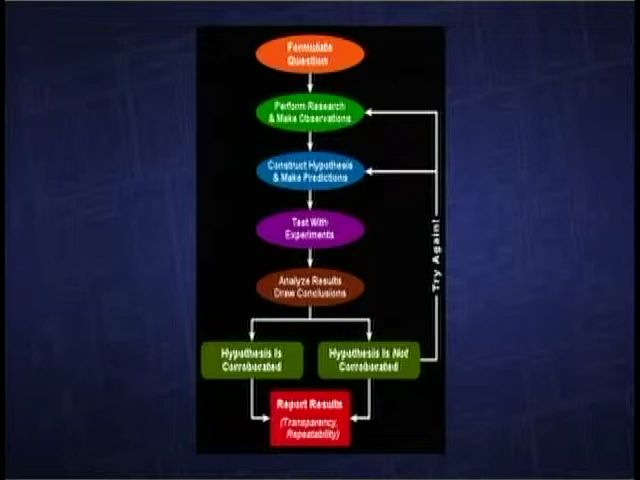 Formulate
Question
Perform Research
& Make Observations
Construct Hypothesis
& Make Predictions
Test With
Experiments
Analyze Results
Draw Conclusions
Try Again!
Hypothesis Is
Corroborated
Hypothesis Is Not
Corroborated
Report Results
(Transparency,
Repeatability)